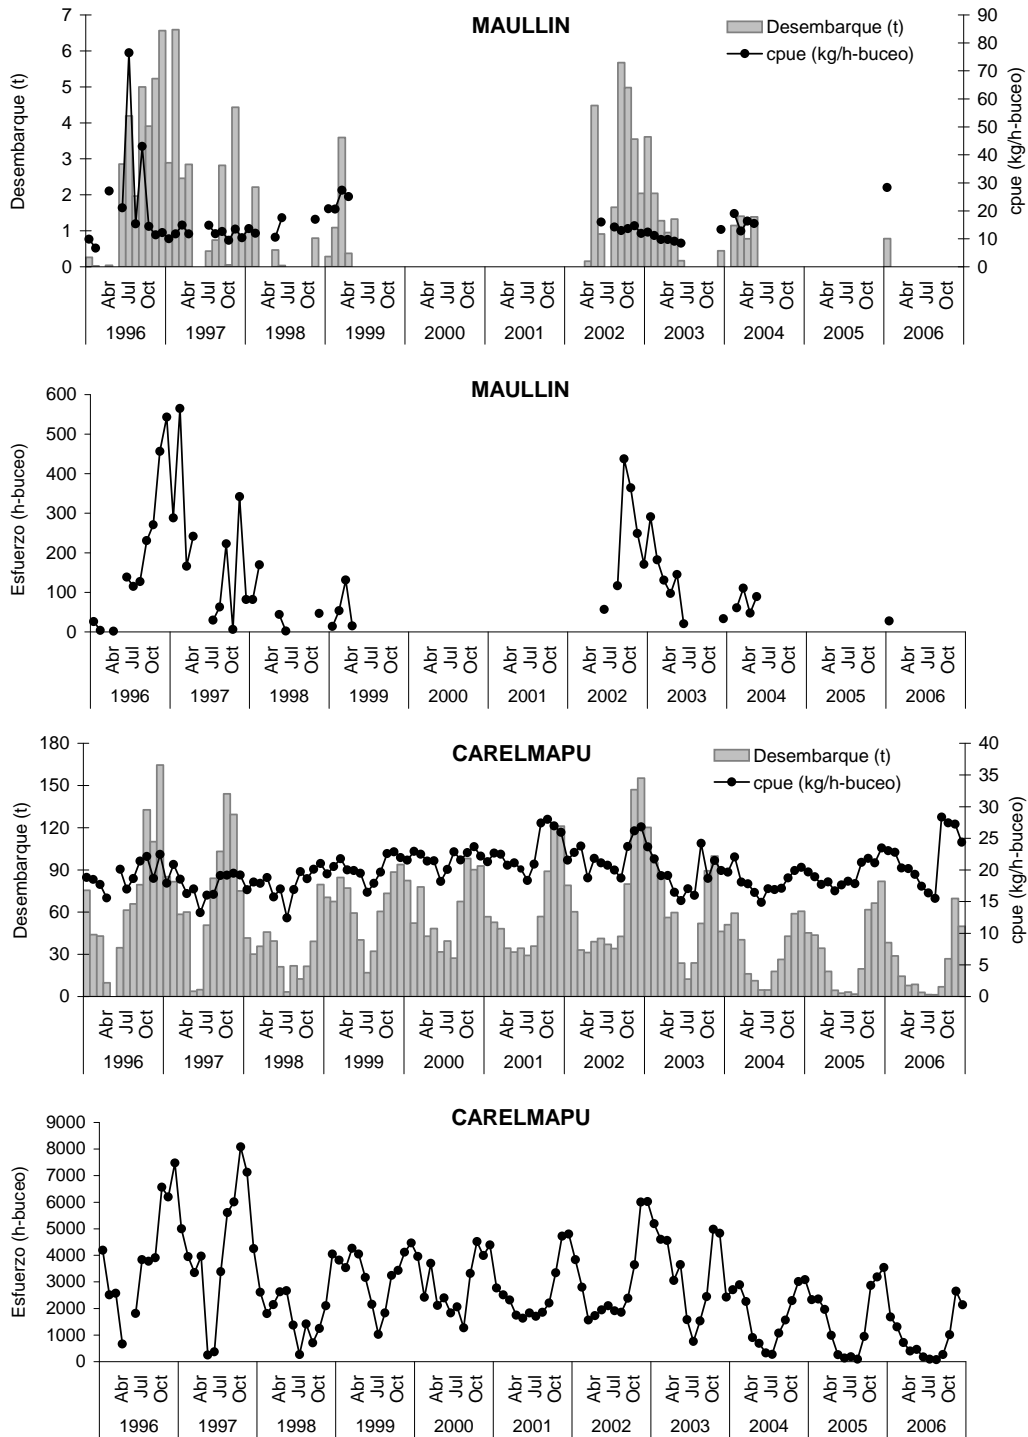 MAULLIN
Desembarque (t)
cpue (kg/h-buceo)
7 6 5 4 3 2 1 0
Desembarque (t)
90 80 70 60 50 40 30 20 10 0
cpue (kg/h-buceo)
Abr Jul Oct Abr Jul Oct Abr Jul Oct Abr Jul Oct Abr Jul Oct Abr Jul Oct Abr Jul Oct Abr Jul Oct Abr Jul Oct Abr Jul Oct Abr Jul Oct
1996 1997 1998 1999 2000 2001 2002 2003 2004 2005 2006
MAULLIN
600 500 400 300 200 100 0
Esfuerzo (h-buceo)
Abr Jul Oct Abr Jul Oct Abr Jul Oct Abr Jul Oct Abr Jul Oct Abr Jul Oct Abr Jul Oct Abr Jul Oct Abr Jul Oct Abr Jul Oct Abr Jul Oct
1996 1997 1998 1999 2000 2001 2002 2003 2004 2005 2006
CARELMAPU
Desembarque (t)
cpue (kg/h-buceo)
180 150 120 90 60 30 0
Desembarque (t)
40 35 30 25 20 15 10 5 0
cpue (kg/h-buceo)
Abr Jul Oct Abr Jul Oct Abr Jul Oct Abr Jul Oct Abr Jul Oct Abr Jul Oct Abr Jul Oct Abr Jul Oct Abr Jul Oct Abr Jul Oct Abr Jul Oct
1996 1997 1998 1999 2000 2001 2002 2003 2004 2005 2006
CARELMAPU
9000 8000 7000 6000 5000 4000 3000 2000 1000 0
Esfuerzo (h-buceo)
Abr Jul Oct Abr Jul Oct Abr Jul Oct Abr Jul Oct Abr Jul Oct Abr Jul Oct Abr Jul Oct Abr Jul Oct Abr Jul Oct Abr Jul Oct Abr Jul Oct
1996 1997 1998 1999 2000 2001 2002 2003 2004 2005 2006